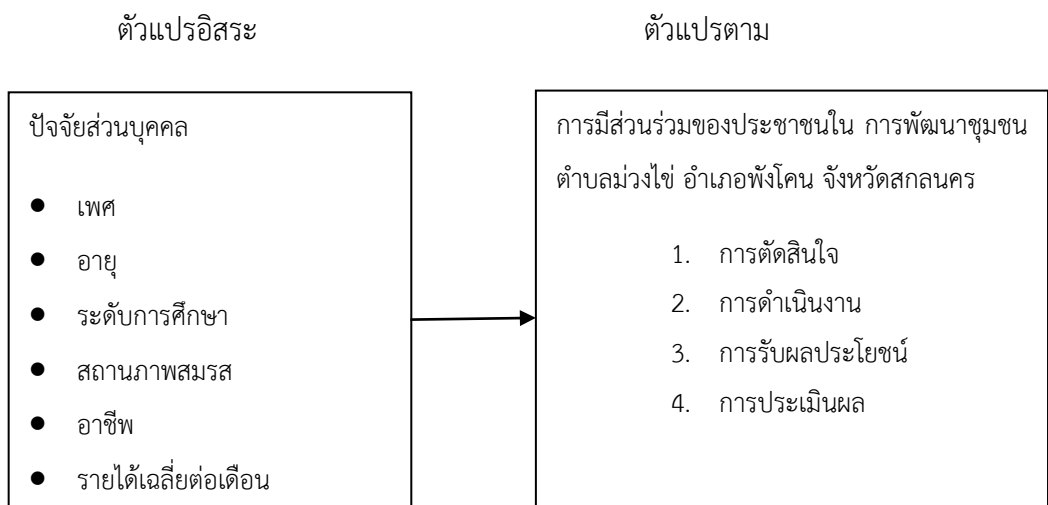 ตัวแปรอิสระ
ตัวแปรตาม
ปัจจัยส่วนบุคคล
● เพศ
● อายุ
● ระดับการศึกษา
● สถานภาพสมรส
● อาชีพ
● รายได้เฉลี่ยต่อเดือน
การมีส่วนร่วมของประชาชนใน การพัฒนาชุมชน
ตำบลม่วงไข่ อำเภอพังโคน จังหวัดสกลนคร
1. การตัดสินใจ
2. การดำเนินงาน
3. การรับผลประโยชน์
4. การประเมินผล